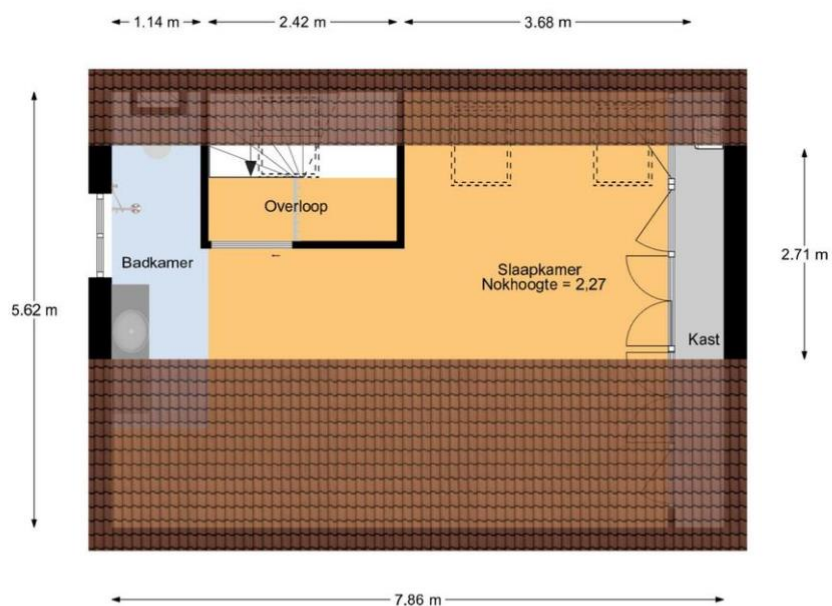 1.14 m
2.42 m
3.68 m
Overloop
Badkamer
Slaapkamer
Nokhoogte = 2,27
2.71 m
5.62 m
Kast
7.86 m